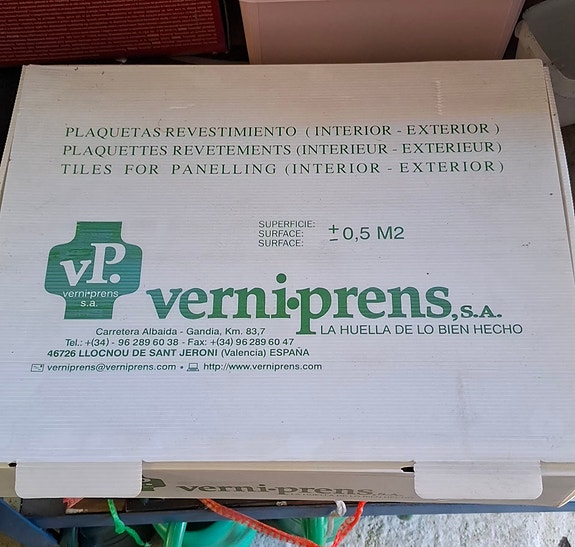 PLAQUETAS REVESTIMIENTO (INTERIOR - EXTERIOR)
PLAQUETTES REVETEMENTS (INTERIEUR - EXTERIEUR)
TILES FOR PANELLING (INTERIOR - EXTERIOR)
SUPERFICIE:
SURFACE:
SURFACE:
± 0,5 M2
vP.
verni·prens
s.a.
verni·prens, S.A.
LA HUELLA DE LO BIEN HECHO
Carretera Albaida - Gandia, Km. 83,7
Tel.: +(34) - 96 289 60 38 - Fax: +(34) 96 289 60 47
46726 LLOCNOU DE SANT JERONI (Valencia) ESPAÑA
verniprens@verniprens.com • http://www.verniprens.com
verni·prens, S.A.